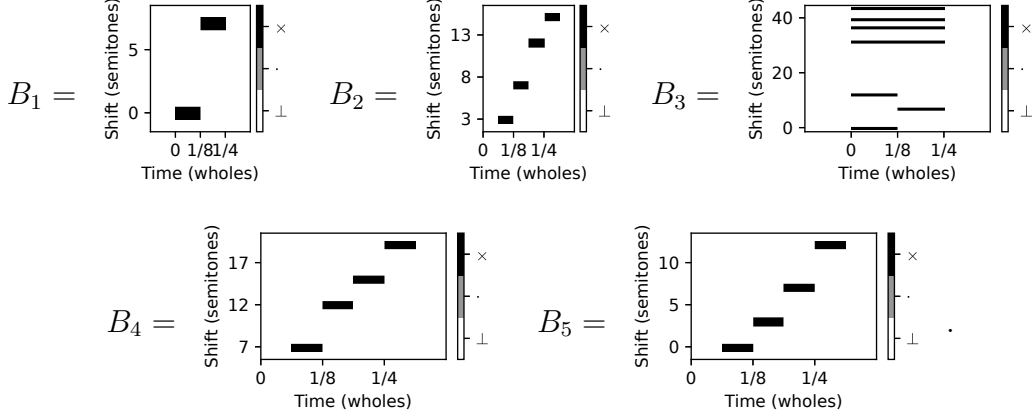 B₁ =
Shift (semitones)
5
0
0 1/8 1/4
Time (wholes)
×
·
⊥
B₂ =
Shift (semitones)
13
8
3
0 1/8 1/4
Time (wholes)
×
·
⊥
B₃ =
Shift (semitones)
40
20
0
0 1/8 1/4
Time (wholes)
×
·
⊥
B₄ =
Shift (semitones)
17
12
7
0 1/8 1/4
Time (wholes)
×
·
⊥
B₅ =
Shift (semitones)
10
5
0
0 1/8 1/4
Time (wholes)
×
·
⊥
.